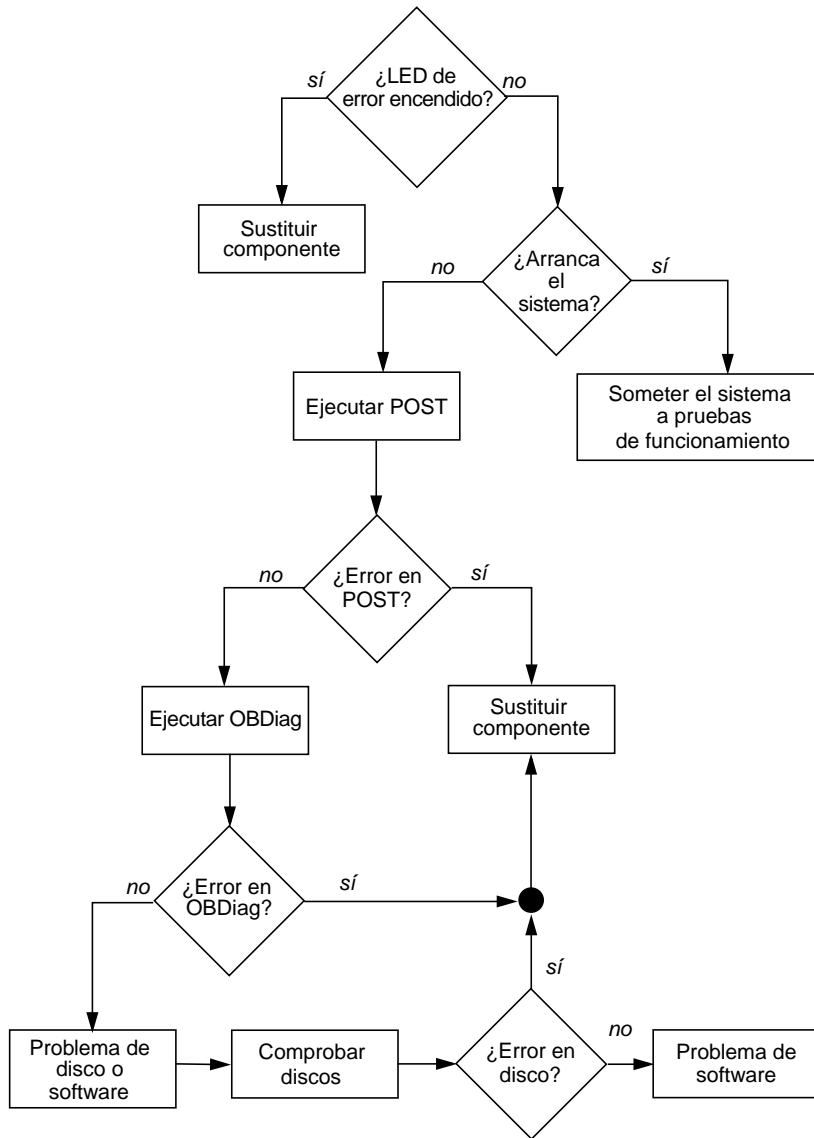 ¿LED de
error encendido?
sí
no
Sustituir
componente
¿Arranca
el
sistema?
no
sí
Ejecutar POST
Someter el sistema
a pruebas
de funcionamiento
¿Error en
POST?
no
sí
Ejecutar OBDiag
Sustituir
componente
¿Error en
OBDiag?
no
sí
sí
Problema de
disco o
software
Comprobar
discos
¿Error en
disco?
no
Problema de
software